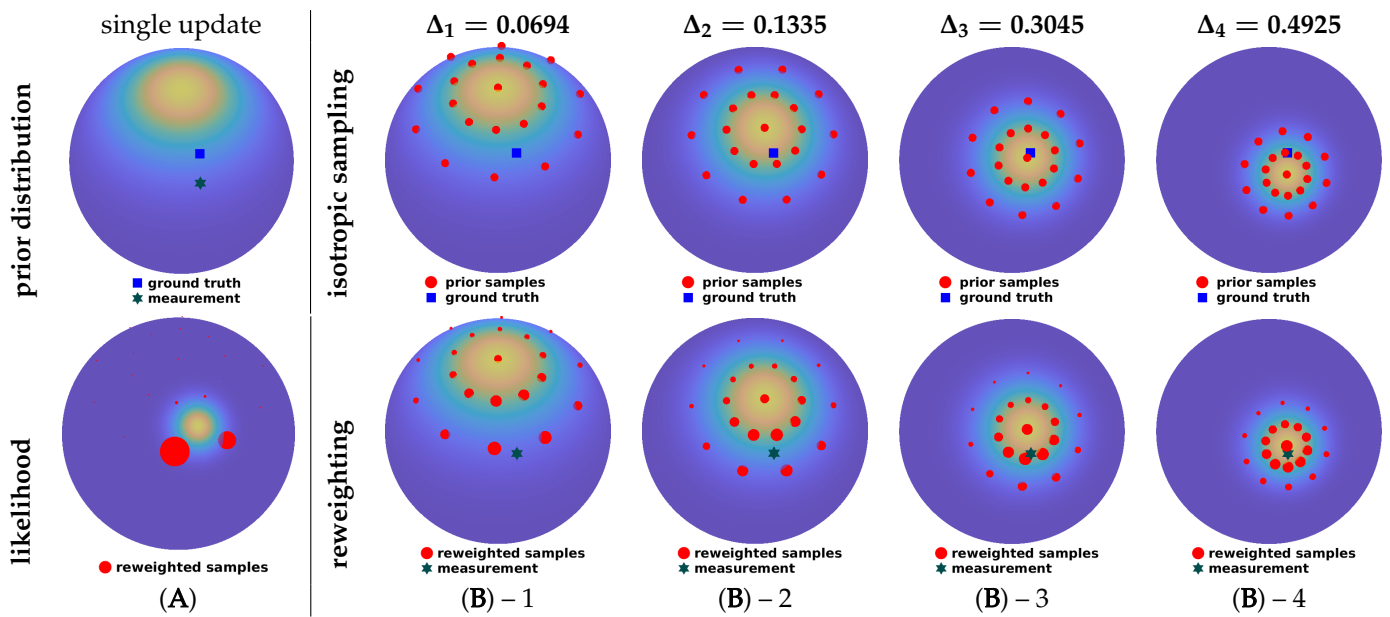 single update
Δ₁ = 0.0694
Δ₂ = 0.1335
Δ₃ = 0.3045
Δ₄ = 0.4925
prior distribution
ground truth
meaurement
isotropic sampling
prior samples
ground truth
prior samples
ground truth
prior samples
ground truth
prior samples
ground truth
likelihood
reweighted samples
reweighting
reweighted samples
measurement
reweighted samples
measurement
reweighted samples
measurement
reweighted samples
measurement
(A)
(B) – 1
(B) – 2
(B) – 3
(B) – 4